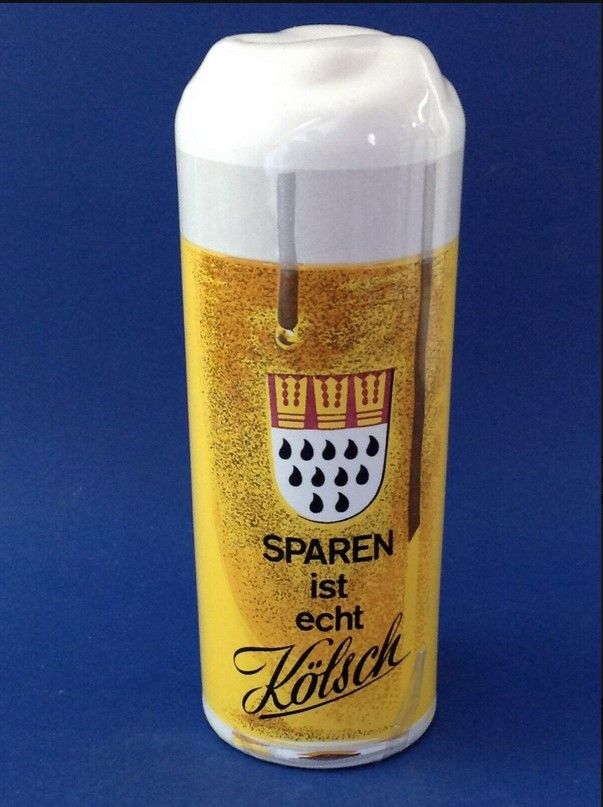 SPAREN
ist
echt
Kölsch